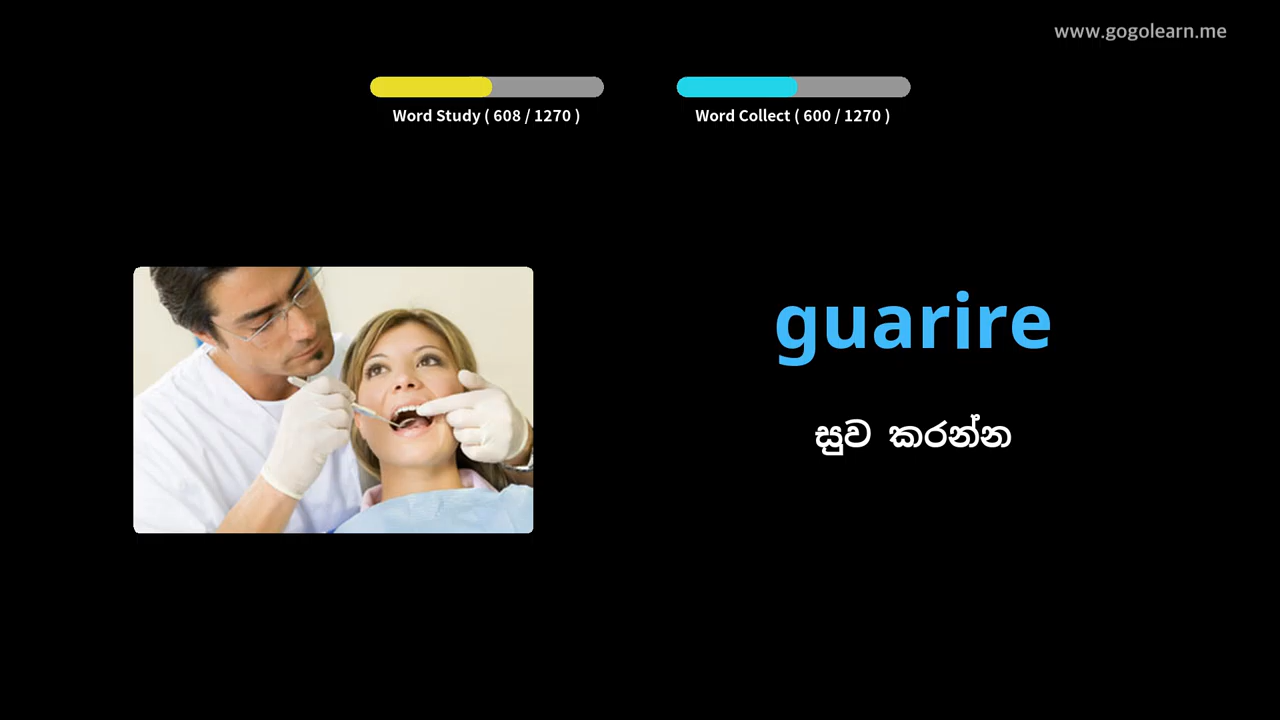 www.gogolearn.me
Word Study ( 608 / 1270 )
Word Collect ( 600 / 1270 )
guarire
සුව කරන්න